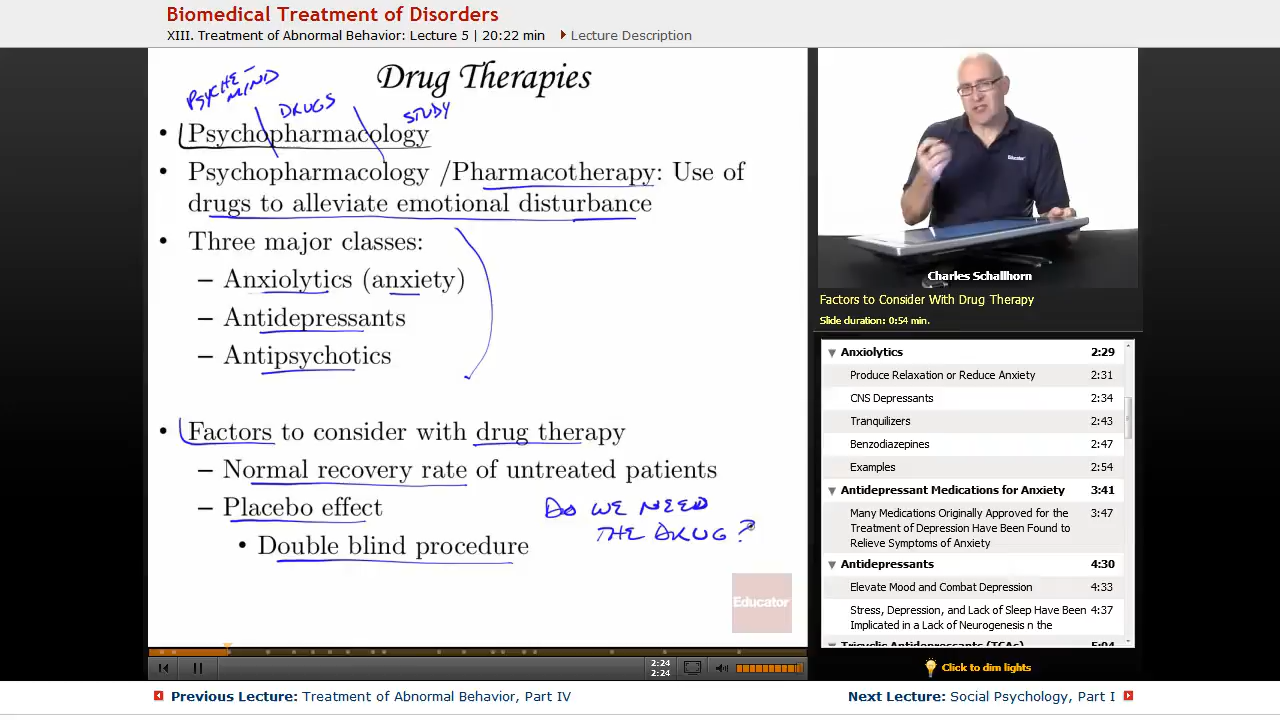 Biomedical Treatment of Disorders
XIII. Treatment of Abnormal Behavior: Lecture 5 | 20:22 min
Lecture Description
Drug Therapies
PSYCHE –
MIND
DRUGS
STUDY
• Psychopharmacology
• Psychopharmacology /Pharmacotherapy: Use of
drugs to alleviate emotional disturbance
• Three major classes:
– Anxiolytics (anxiety)
– Antidepressants
– Antipsychotics
• Factors to consider with drug therapy
– Normal recovery rate of untreated patients
– Placebo effect
• Double blind procedure
DO WE NEED
THE DRUG?
Educator
2:24
2:24
Educator
Charles Schallhorn
Factors to Consider With Drug Therapy
Slide duration: 0:54 min.
Anxiolytics 2:29
Produce Relaxation or Reduce Anxiety 2:31
CNS Depressants 2:34
Tranquilizers 2:43
Benzodiazepines 2:47
Examples 2:54
Antidepressant Medications for Anxiety 3:41
Many Medications Originally Approved for the 3:47
Treatment of Depression Have Been Found to
Relieve Symptoms of Anxiety
Antidepressants 4:30
Elevate Mood and Combat Depression 4:33
Stress, Depression, and Lack of Sleep Have Been 4:37
Implicated in a Lack of Neurogenesis n the
Tricyclic Antidepressants (TCAs) 5:04
Click to dim lights
Previous Lecture: Treatment of Abnormal Behavior, Part IV
Next Lecture: Social Psychology, Part I